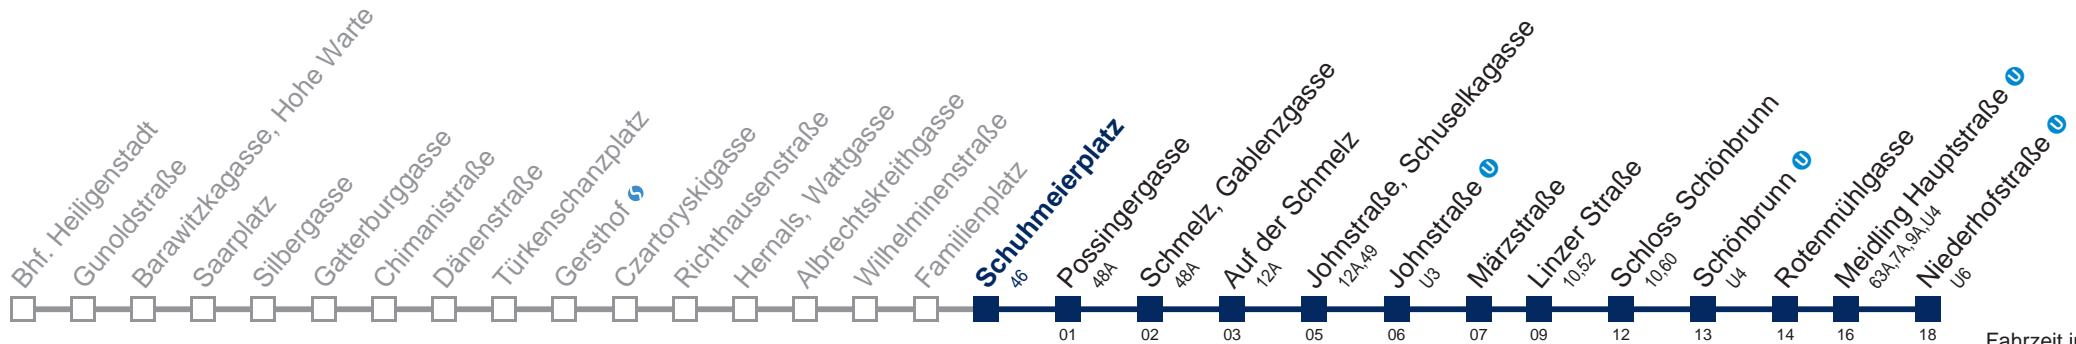 Bhf. Heiligenstadt
Gunoldstraße
Barawitzkagasse, Hohe Warte
Saarplatz
Silbergasse
Gatterburggasse
Chimanistraße
Dänenstraße
Türkenschanzplatz
Gersthof
Czartoryskigasse
Richthausenstraße
Hernals, Wattgasse
Albrechtskreithgasse
Wilhelminenstraße
Familienplatz
Schuhmeierplatz
46
Possingergasse
48A
Schmelz, Gablenzgasse
48A
Auf der Schmelz
12A
Johnstraße, Schuselkagasse
12A,49
Johnstraße U
U3
Märzstraße
Linzer Straße
10,52
Schloss Schönbrunn
10,60
Schönbrunn U
U4
Rotenmühlgasse
Meidling Hauptstraße U
63A,7A,9A,U4
Niederhofstraße U
U6
01 02 03 05 06 07 09 12 13 14 16 18
Fahrzeit